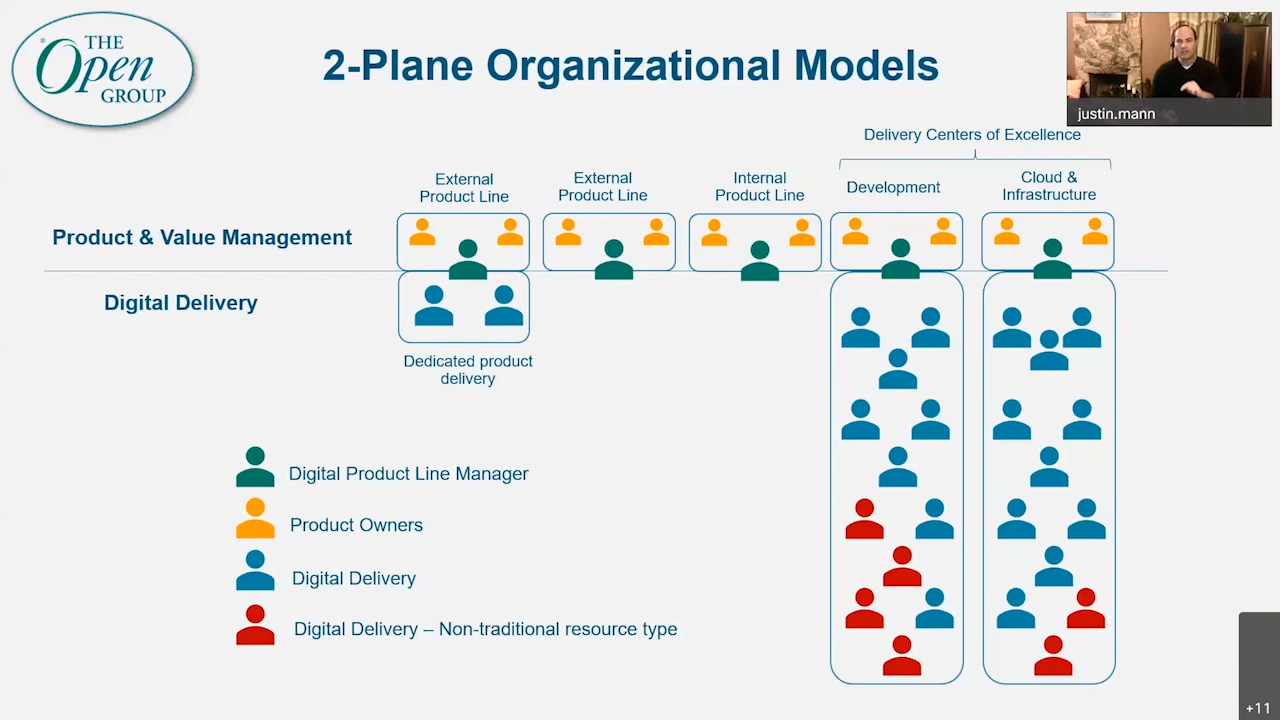 THE
Open
GROUP
®
2-Plane Organizational Models
justin.mann
Delivery Centers of Excellence
External
Product Line
External
Product Line
Internal
Product Line
Development
Cloud &
Infrastructure
Product & Value Management
Digital Delivery
Dedicated product
delivery
Digital Product Line Manager
Product Owners
Digital Delivery
Digital Delivery – Non-traditional resource type
+11